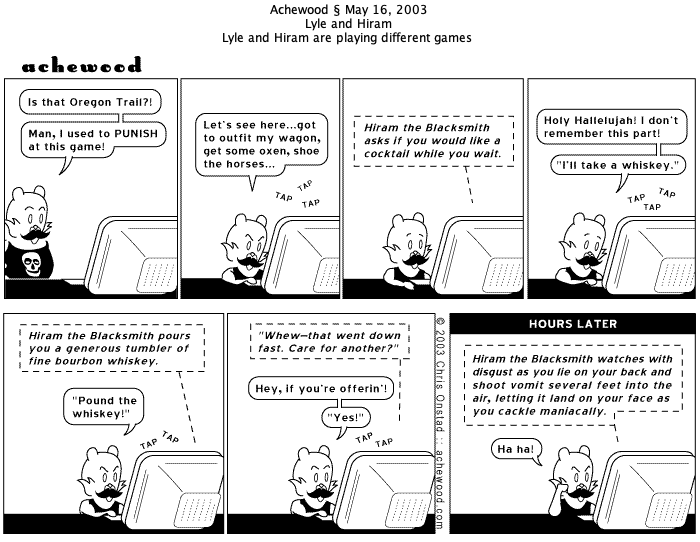 Achewood § May 16, 2003
Lyle and Hiram
Lyle and Hiram are playing different games
achewood
Is that Oregon Trail?!
Man, I used to PUNISH
at this game!
Let's see here...got
to outfit my wagon,
get some oxen, shoe
the horses...
TAP
TAP
TAP
Hiram the Blacksmith
asks if you would like a
cocktail while you wait.
Holy Hallelujah! I don't
remember this part!
"I'll take a whiskey."
TAP
TAP
TAP
Hiram the Blacksmith pours
you a generous tumbler of
fine bourbon whiskey.
"Pound the
whiskey!"
TAP
TAP
"Whew—that went down
fast. Care for another?"
Hey, if you're offerin'!
"Yes!"
TAP
TAP
© 2003 Chris Onstad :: achewood.com
HOURS LATER
Hiram the Blacksmith watches with
disgust as you lie on your back and
shoot vomit several feet into the
air, letting it land on your face as
you cackle maniacally.
Ha ha!